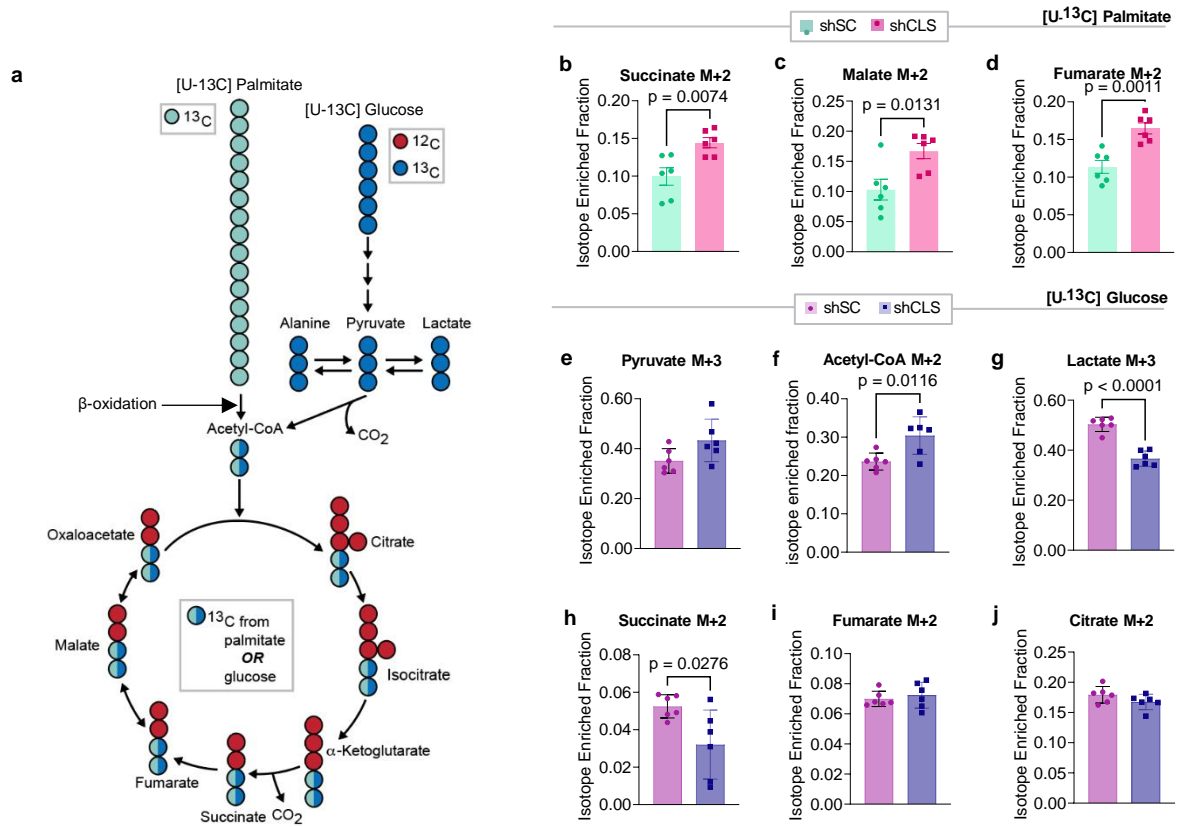 a
[U-13C] Palmitate
13C
[U-13C] Glucose
12C
13C
Alanine Pyruvate Lactate
β-oxidation
Acetyl-CoA
CO2
Oxaloacetate
Citrate
13C from
palmitate
OR
glucose
Malate
Isocitrate
α-Ketoglutarate
Fumarate
Succinate
CO2
shSC shCLS
[U-13C] Palmitate
b
Succinate M+2
p = 0.0074
Isotope Enriched Fraction
0.20
0.15
0.10
0.05
0.00
c
Malate M+2
p = 0.0131
Isotope Enriched Fraction
0.25
0.20
0.15
0.10
0.05
0.00
d
Fumarate M+2
p = 0.0011
Isotope Enriched Fraction
0.20
0.15
0.10
0.05
0.00
shSC shCLS
[U-13C] Glucose
e
Pyruvate M+3
Isotope Enriched Fraction
0.60
0.40
0.20
0.00
f
Acetyl-CoA M+2
p = 0.0116
isotope enriched fraction
0.40
0.30
0.20
0.10
0.00
g
Lactate M+3
p < 0.0001
Isotope Enriched Fraction
0.60
0.40
0.20
0.00
h
Succinate M+2
p = 0.0276
Isotope Enriched Fraction
0.08
0.06
0.04
0.02
0.00
i
Fumarate M+2
Isotope Enriched Fraction
0.10
0.08
0.06
0.04
0.02
0.00
j
Citrate M+2
Isotope Enriched Fraction
0.25
0.20
0.15
0.10
0.05
0.00